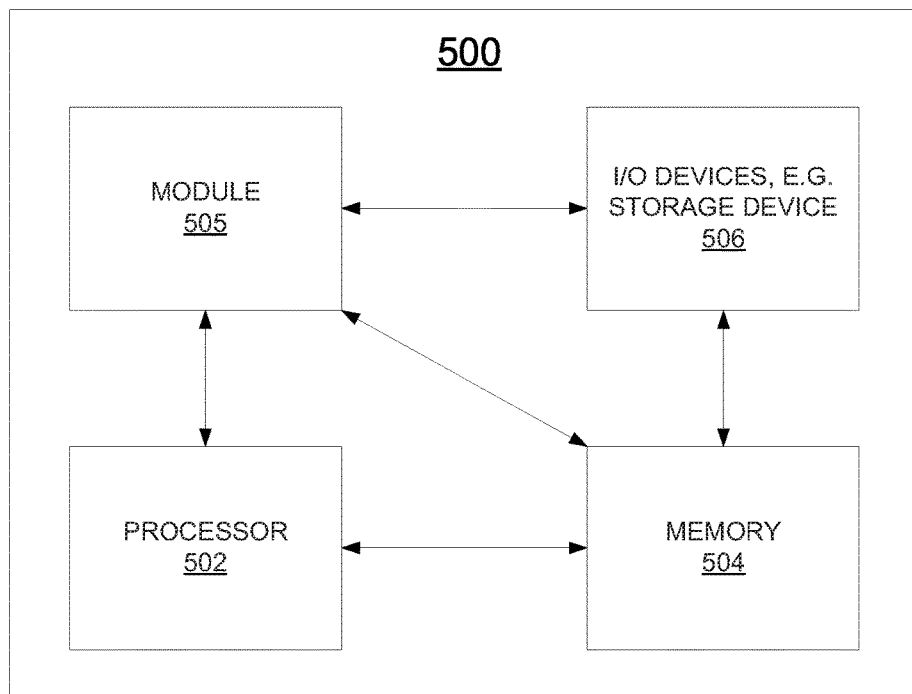 500
MODULE
505
I/O DEVICES, E.G.
STORAGE DEVICE
506
PROCESSOR
502
MEMORY
504